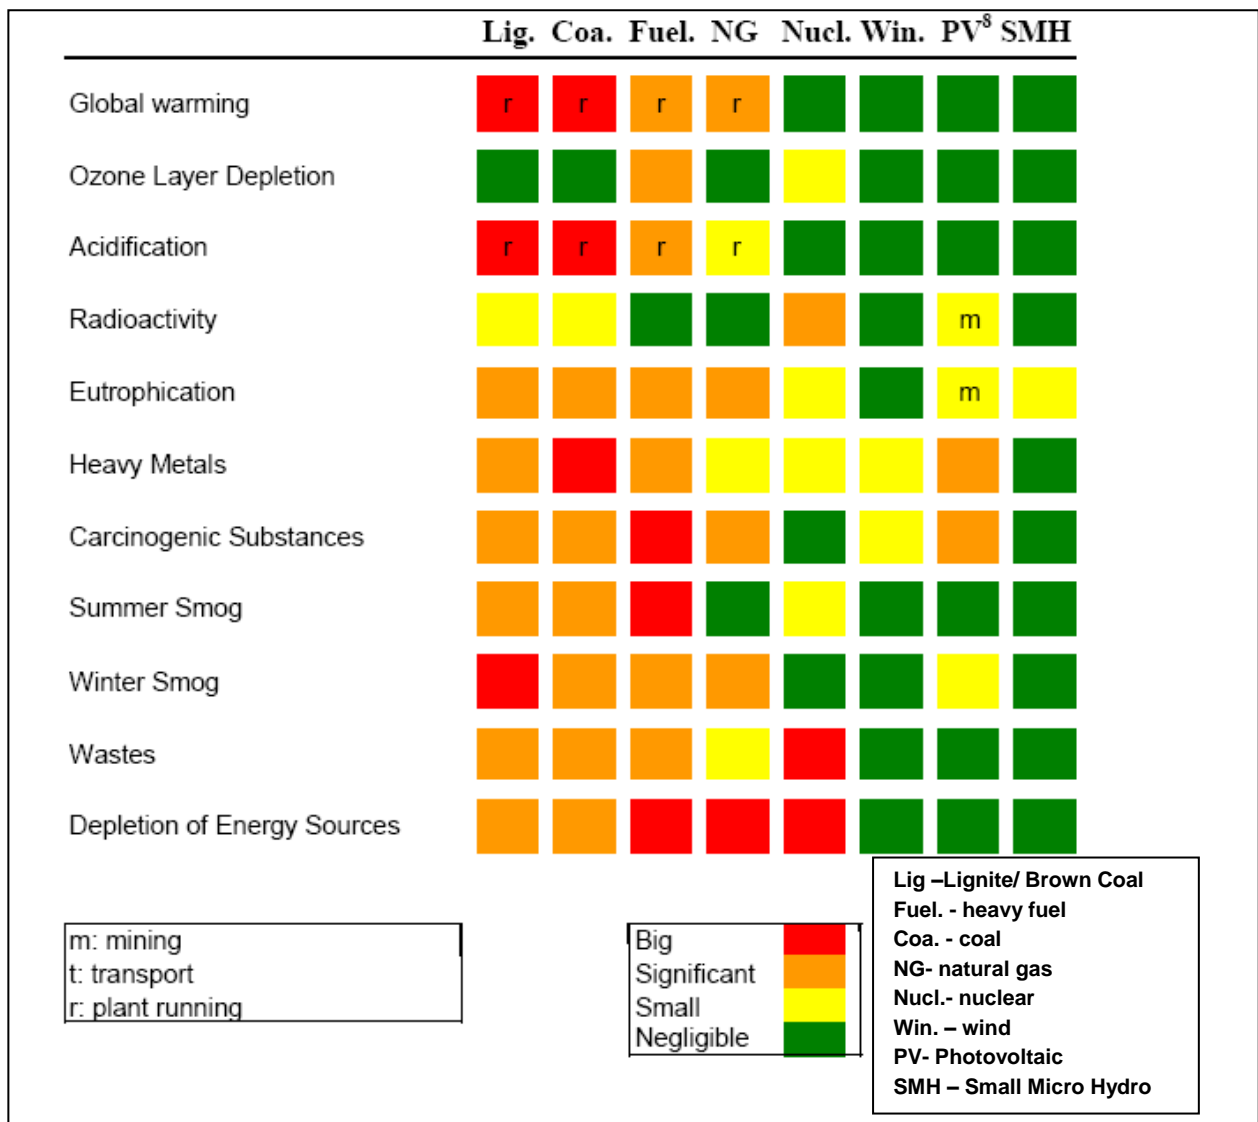 Lig. Coa. Fuel. NG Nucl. Win. PV⁸ SMH
Global warming r r r r
Ozone Layer Depletion
Acidification r r r r
Radioactivity m
Eutrophication m
Heavy Metals
Carcinogenic Substances
Summer Smog
Winter Smog
Wastes
Depletion of Energy Sources
m: mining
t: transport
r: plant running
Big
Significant
Small
Negligible
Lig –Lignite/ Brown Coal
Fuel. - heavy fuel
Coa. - coal
NG- natural gas
Nucl.- nuclear
Win. – wind
PV- Photovoltaic
SMH – Small Micro Hydro